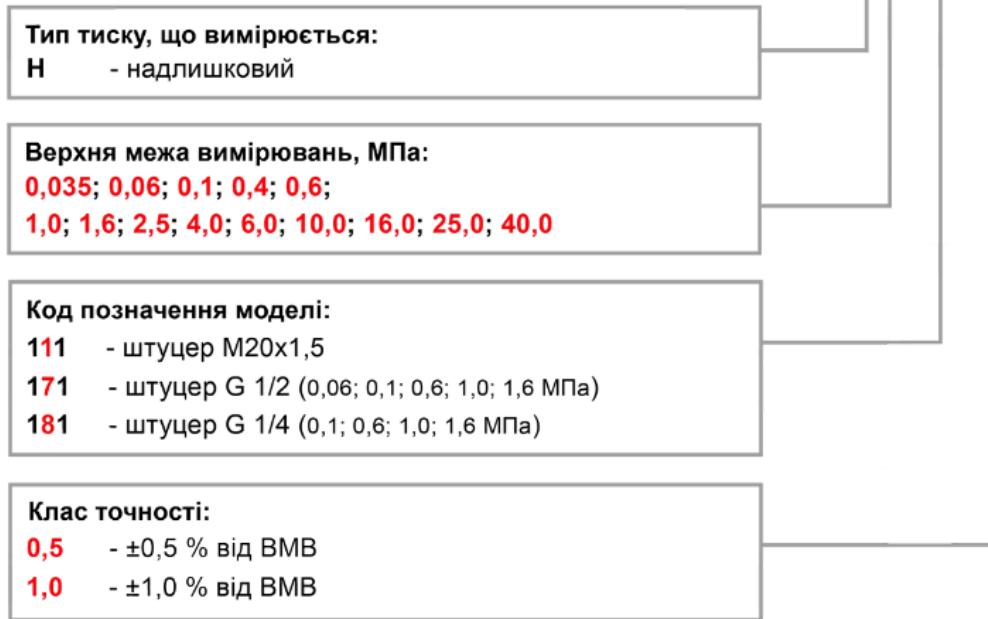 Тип тиску, що вимірюється:
Н - надлишковий
Верхня межа вимірювань, МПа:
0,035; 0,06; 0,1; 0,4; 0,6;
1,0; 1,6; 2,5; 4,0; 6,0; 10,0; 16,0; 25,0; 40,0
Код позначення моделі:
111 - штуцер М20х1,5
171 - штуцер G 1/2 (0,06; 0,1; 0,6; 1,0; 1,6 МПа)
181 - штуцер G 1/4 (0,1; 0,6; 1,0; 1,6 МПа)
Клас точності:
0,5 - ±0,5 % від ВМВ
1,0 - ±1,0 % від ВМВ